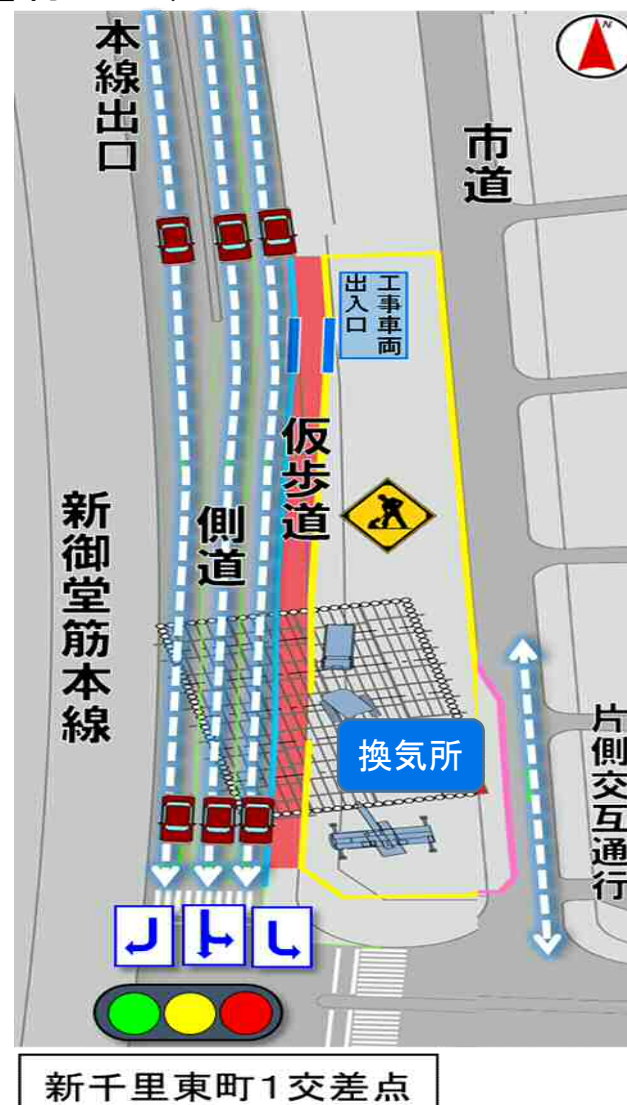 N
本線出口
市道
工事車両
出入口
仮歩道
側道
新御堂筋本線
換気所
片側交互通行
新千里東町1交差点